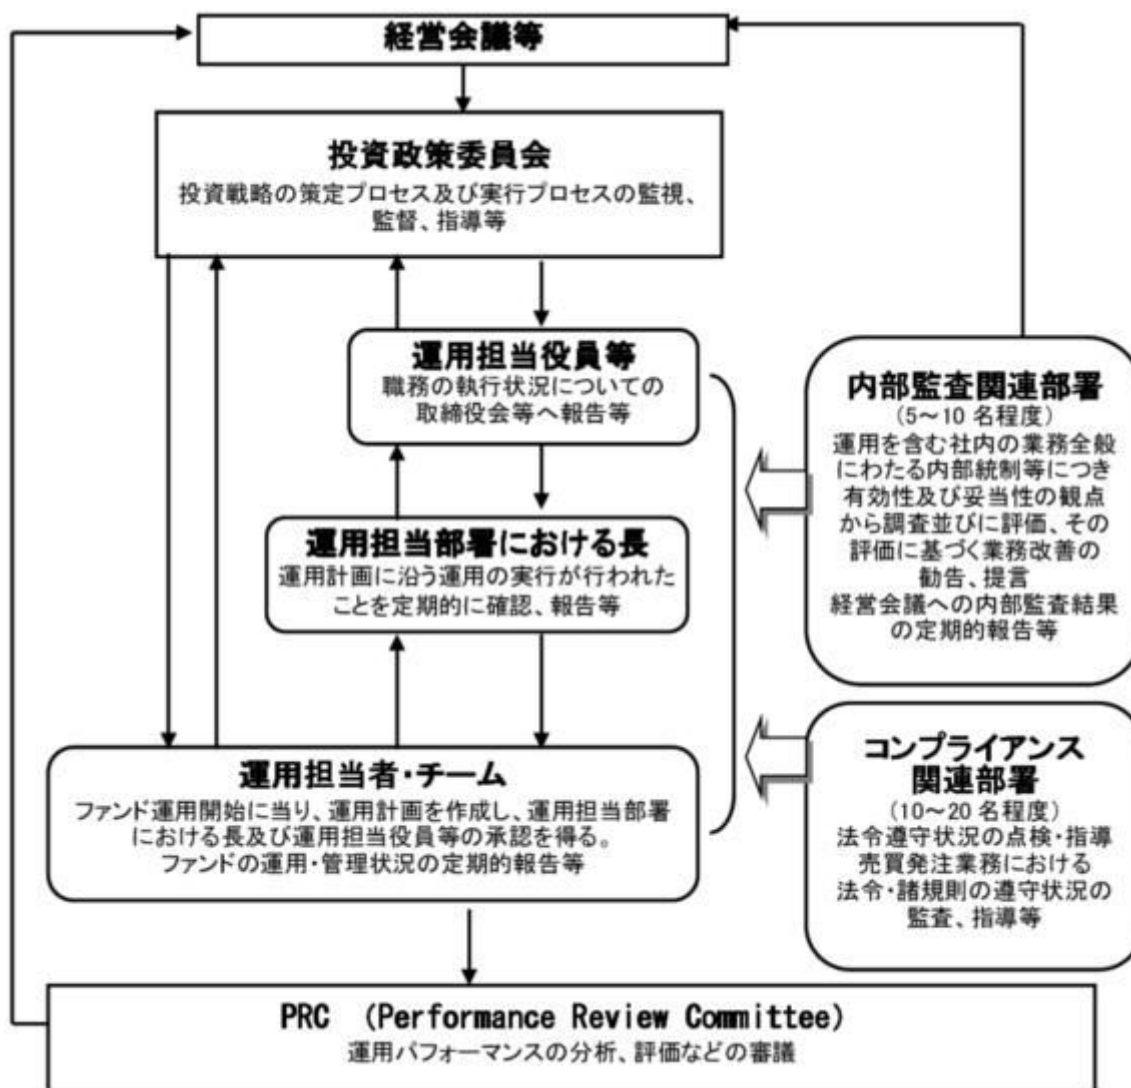 経営会議等
投資政策委員会
投資戦略の策定プロセス及び実行プロセスの監視、
監督、指導等
運用担当役員等
職務の執行状況についての
取締役会等へ報告等
運用担当部署における長
運用計画に沿う運用の実行が行われた
ことを定期的に確認、報告等
運用担当者・チーム
ファンド運用開始に当り、運用計画を作成し、運用担当部署
における長及び運用担当役員等の承認を得る。
ファンドの運用・管理状況の定期的報告等
内部監査関連部署
(5～10 名程度)
運用を含む社内の業務全般
にわたる内部統制等につき
有効性及び妥当性の観点
から調査並びに評価、その
評価に基づく業務改善の
勧告、提言
経営会議への内部監査結果
の定期的報告等
コンプライアンス
関連部署
(10～20 名程度)
法令遵守状況の点検・指導
売買発注業務における
法令・諸規則の遵守状況の
監査、指導等
PRC (Performance Review Committee)
運用パフォーマンスの分析、評価などの審議